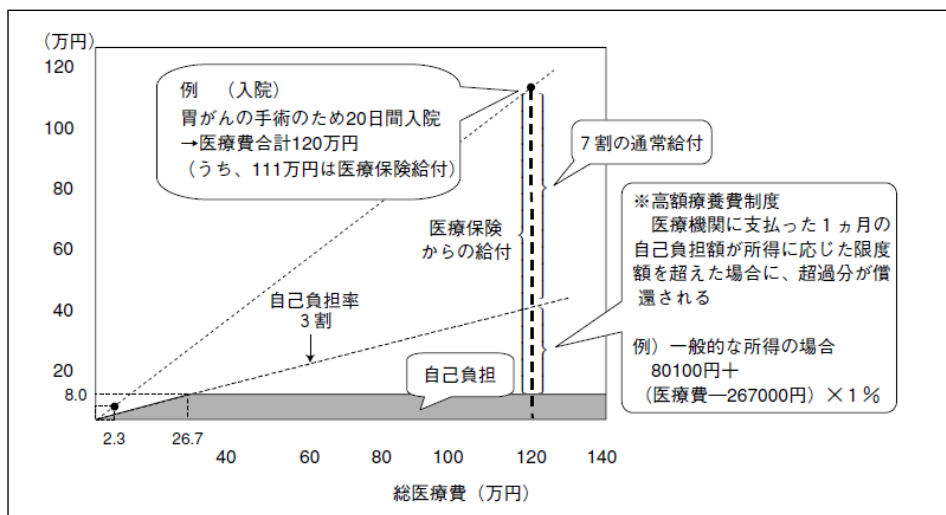 （万円）
120
100
80
60
40
20
8.0
例　（入院）
胃がんの手術のため20日間入院
→医療費合計120万円
（うち、111万円は医療保険給付）
７割の通常給付
医療保険
からの給付
※高額療養費制度
医療機関に支払った１ヵ月の
自己負担額が所得に応じた限度
額を超えた場合に、超過分が償
還される
例）一般的な所得の場合
80100円＋
（医療費―267000円）×１％
自己負担率
３割
自己負担
2.3
26.7
40
60
80
100
120
140
総医療費（万円）